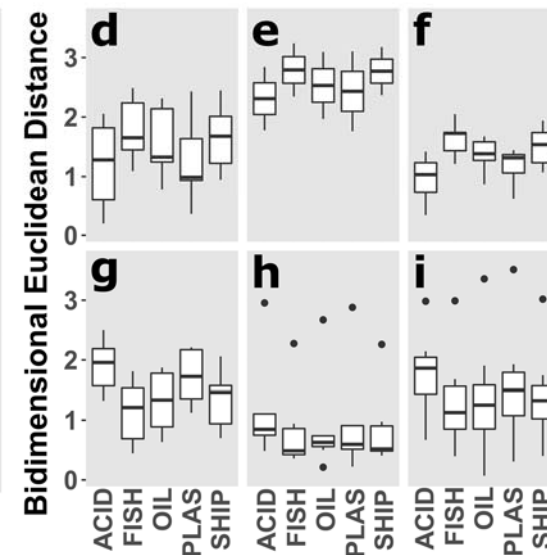 Bidimensional Euclidean Distance
d e f
3
2
1
0
g h i
3
2
1
0
ACID FISH OIL PLAS SHIP ACID FISH OIL PLAS SHIP ACID FISH OIL PLAS SHIP